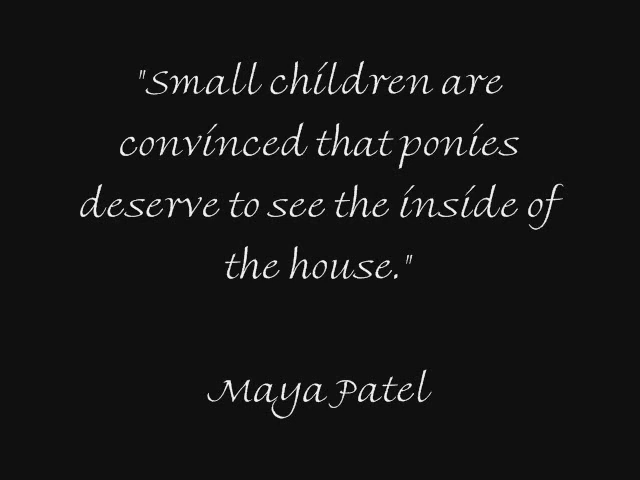 "Small children are
convinced that ponies
deserve to see the inside of
the house."
Maya Patel